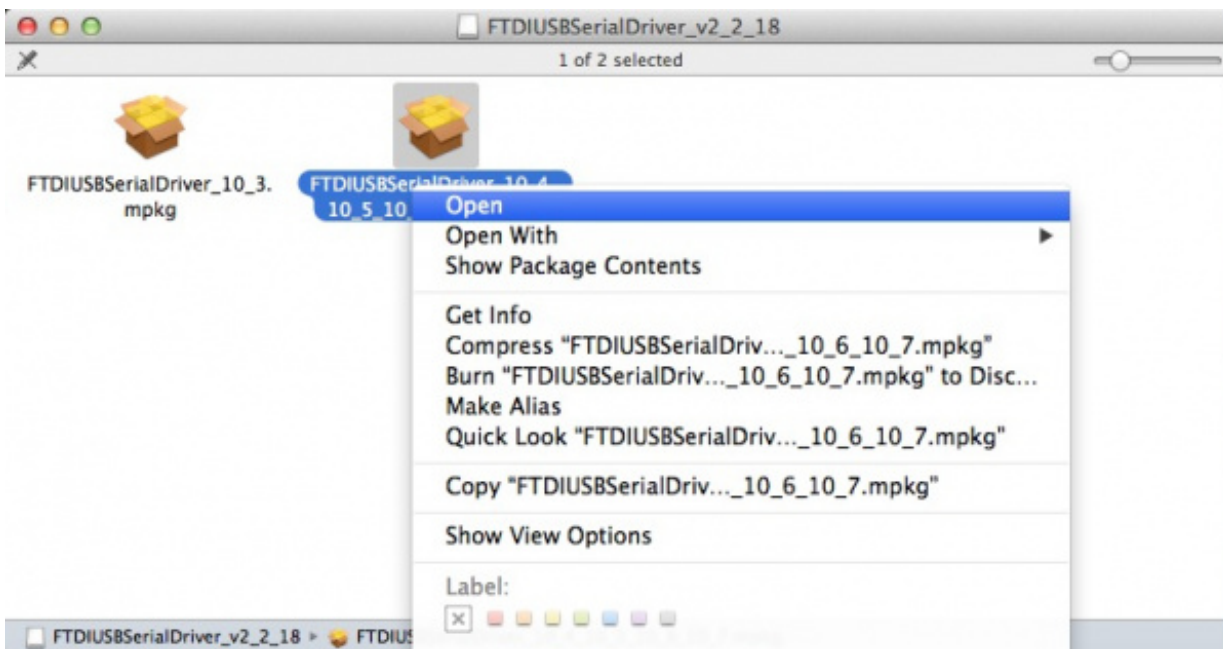 FTDIUSBSerialDriver_v2_2_18
1 of 2 selected
FTDIUSBSerialDriver_10_3.
mpkg
FTDIUSBSerialDriver_10_4_
10_5_10_
Open
Open With
Show Package Contents
Get Info
Compress "FTDIUSBSerialDriv..._10_6_10_7.mpkg"
Burn "FTDIUSBSerialDriv..._10_6_10_7.mpkg" to Disc...
Make Alias
Quick Look "FTDIUSBSerialDriv..._10_6_10_7.mpkg"
Copy "FTDIUSBSerialDriv..._10_6_10_7.mpkg"
Show View Options
Label:
FTDIUSBSerialDriver_v2_2_18 ▸ FTDIUS